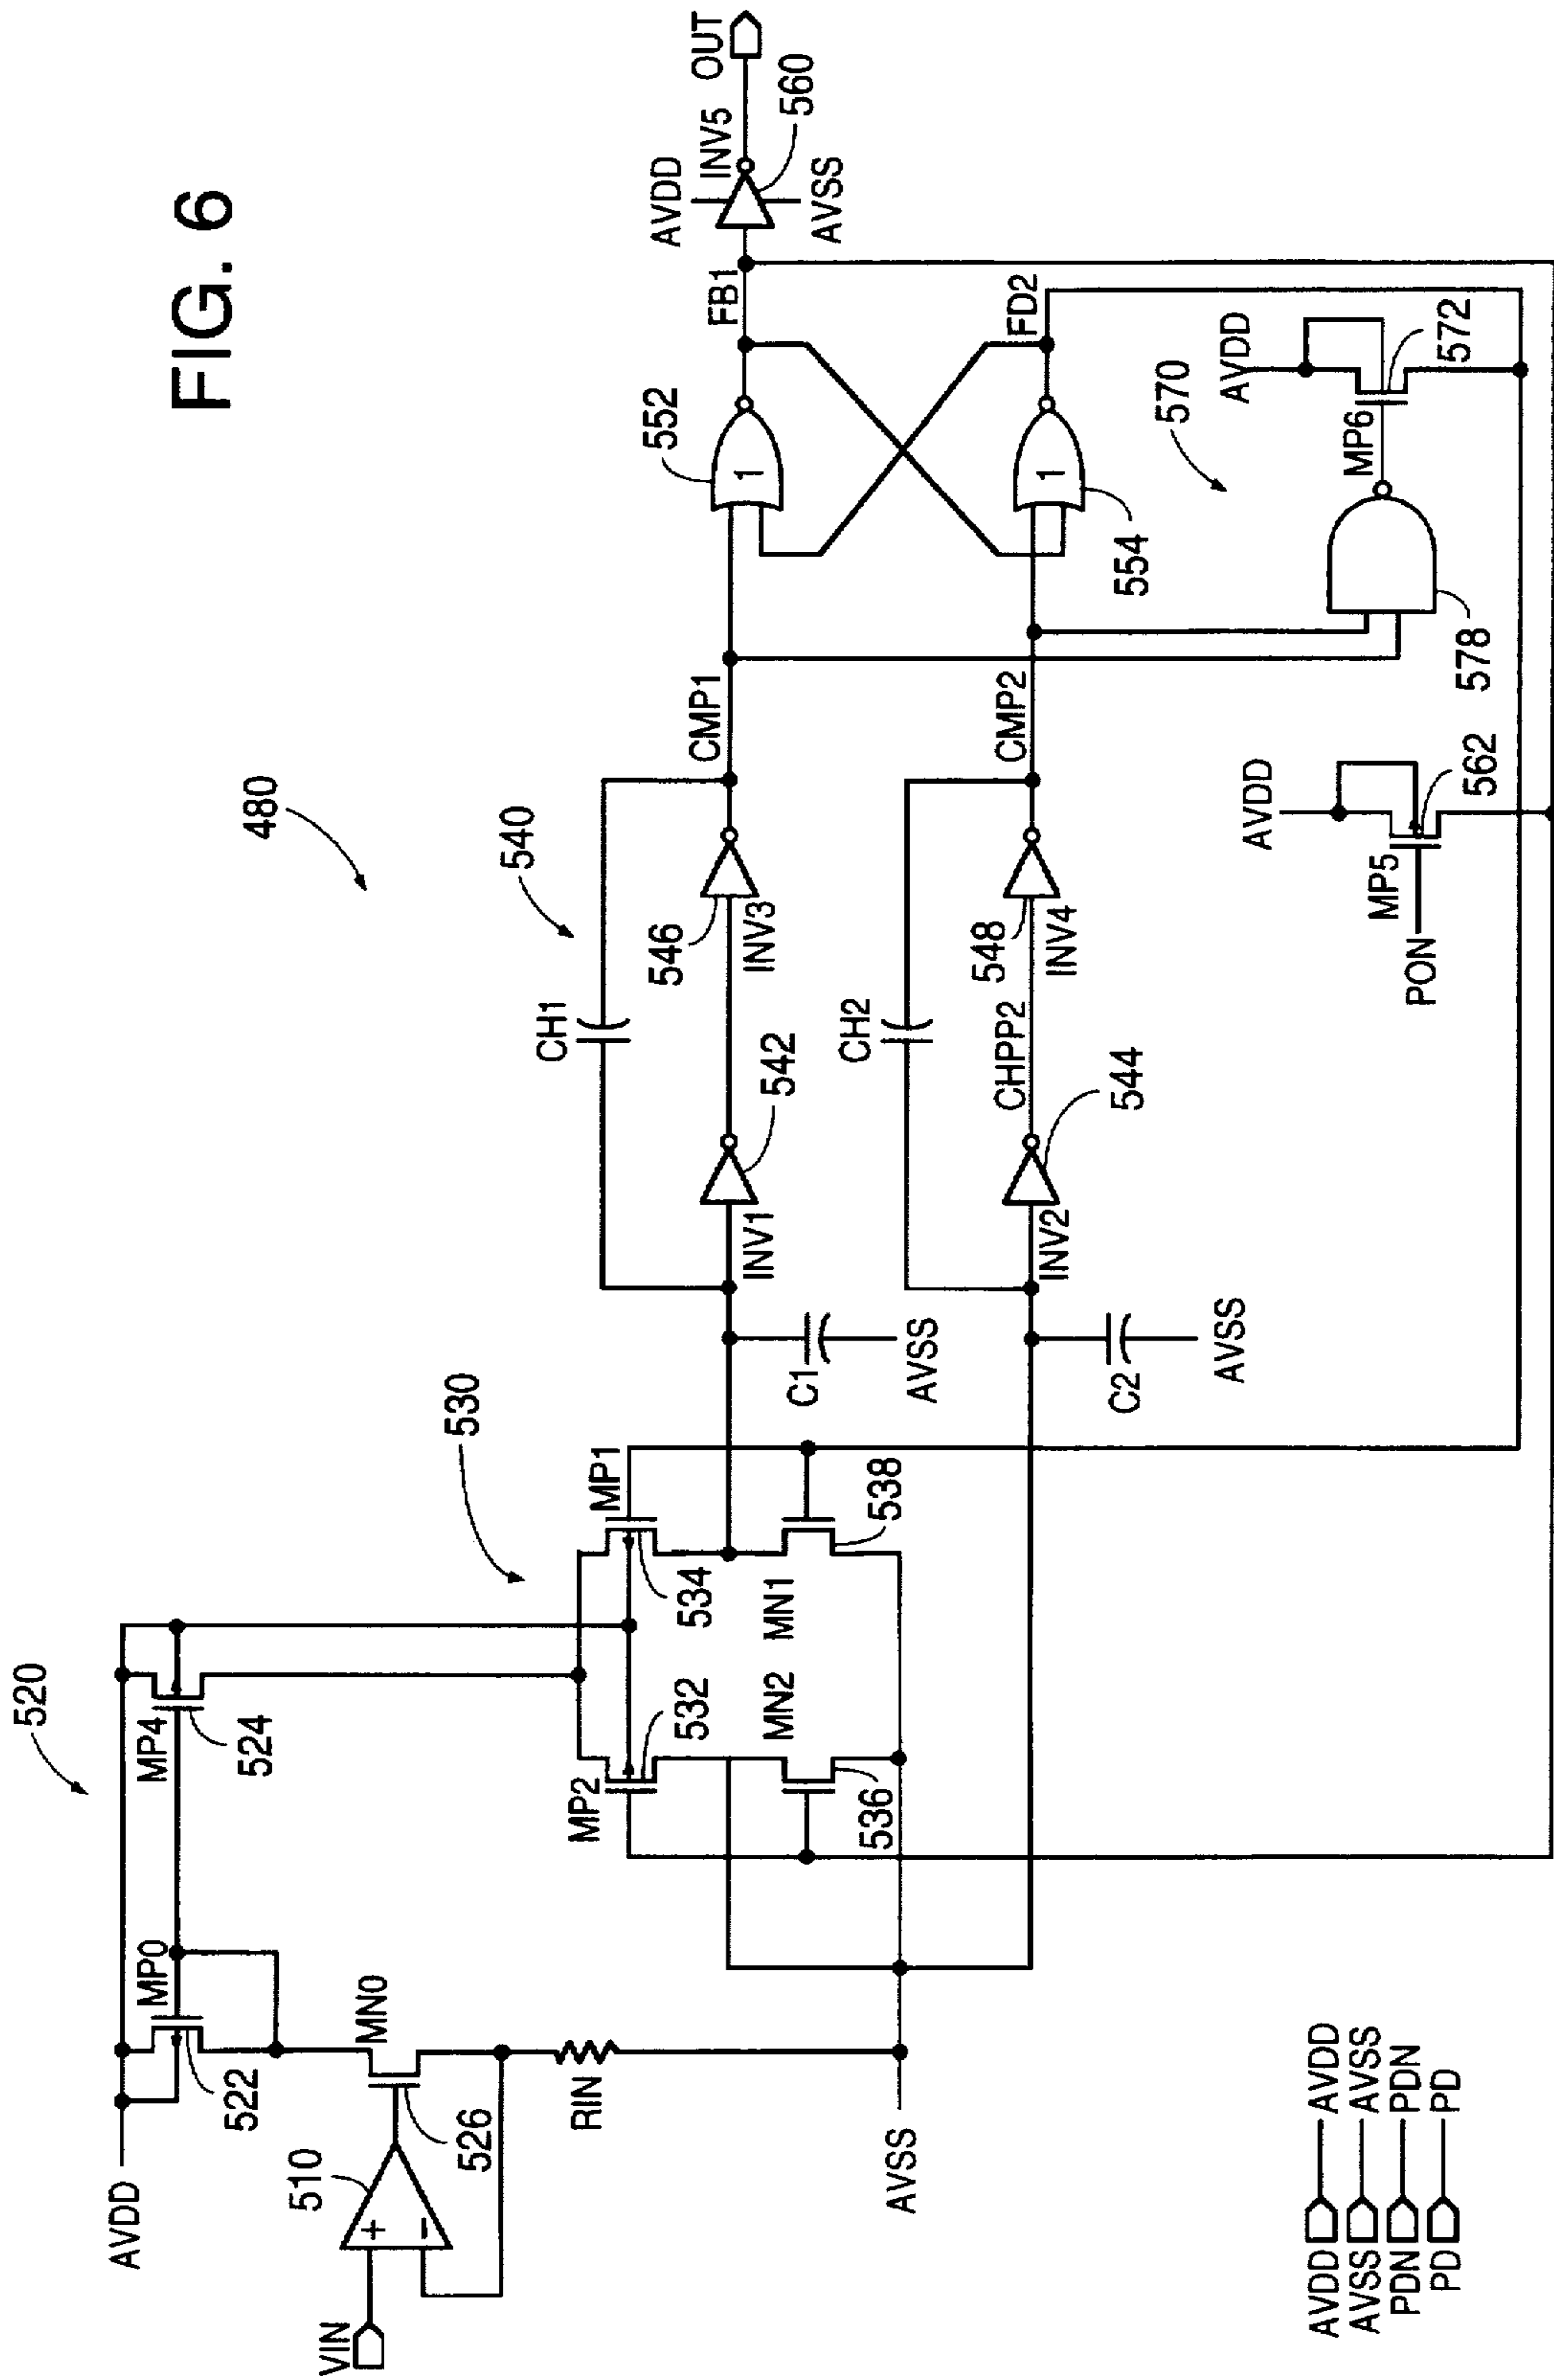 FIG. 6
480
520
AVDD
MP0
522
MP4
524
VIN
+
-
510
MN0
526
RIN
AVSS
530
MP2
532
MP1
534
MN2
536
MN1
538
C1
AVSS
C2
AVSS
540
CH1
INV1
542
546
INV3
CMP1
CH2
INV2
544
CHPP2
548
INV4
CMP2
552
1
FB1
554
1
FD2
AVDD
INV5
OUT
AVSS
560
570
578
MP6
AVDD
572
AVDD
MP5
PON
562
AVDD AVDD
AVSS AVSS
PDN PDN
PD PD